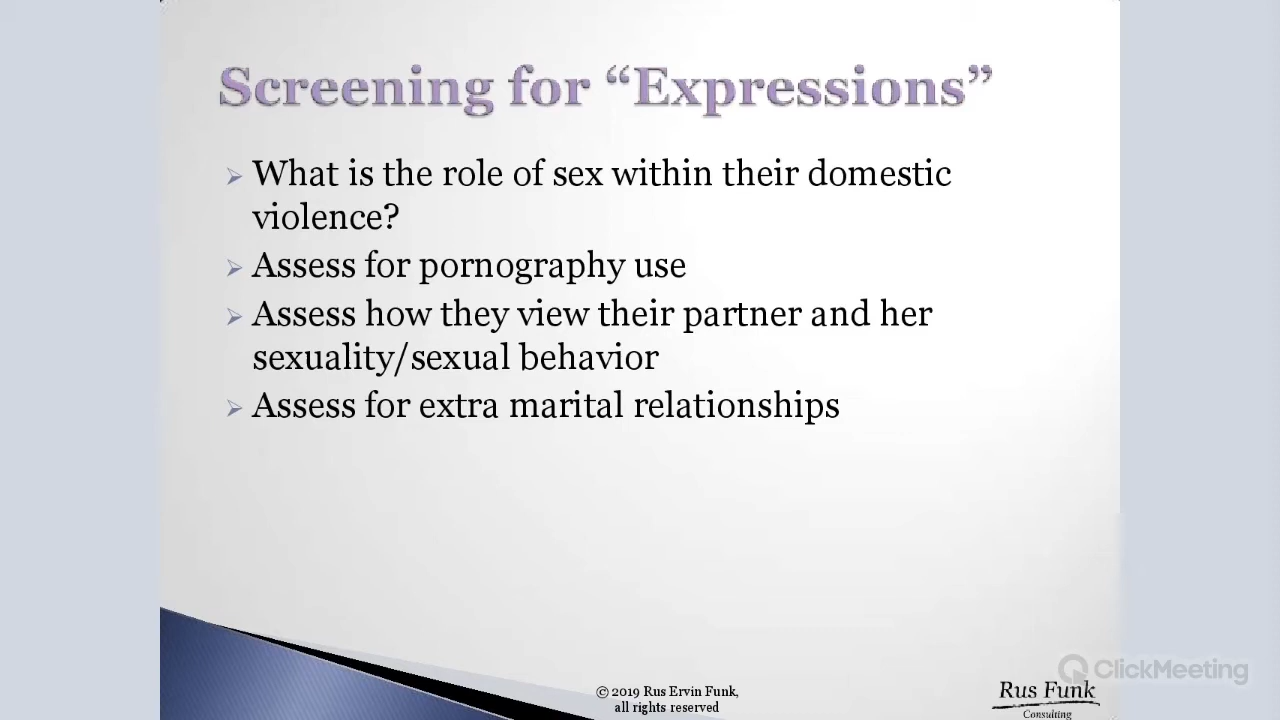 Screening for “Expressions”
➢ What is the role of sex within their domestic
violence?
➢ Assess for pornography use
➢ Assess how they view their partner and her
sexuality/sexual behavior
➢ Assess for extra marital relationships
© 2019 Rus Ervin Funk,
all rights reserved
ClickMeeting
Rus Funk
Consulting